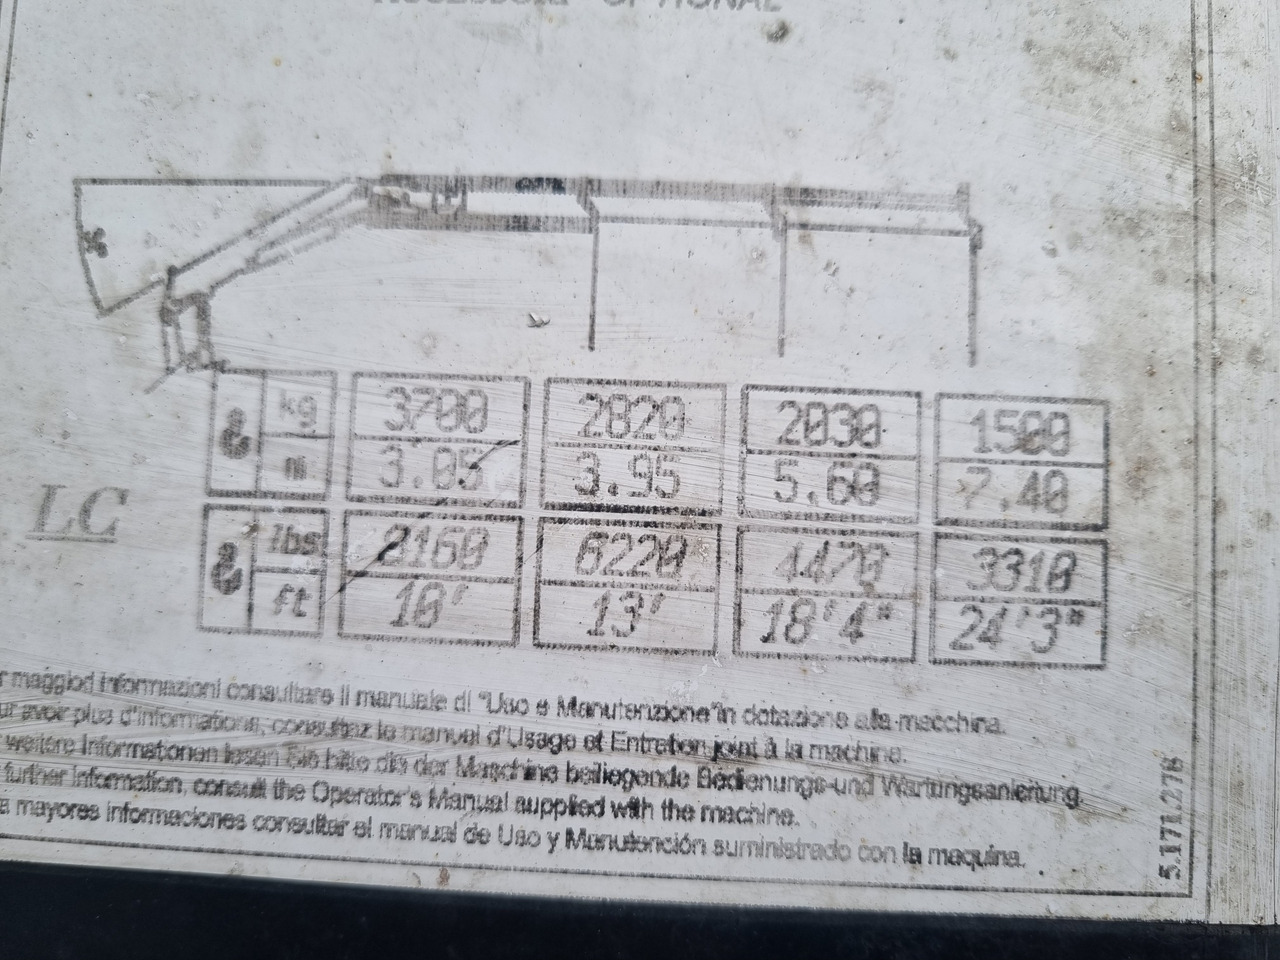 OPTIONAL
kg 3700 2820 2030 1500
m 3.05 3.95 5.60 7.40
LC
lbs 8160 6220 4470 3310
ft 10' 13' 18'4" 24'3"
r maggiori informazioni consultare il manuale di "Uso e Manutenzione" in dotazione alla macchina.
ur avoir plus d'informations, consultez le manuel d'Usage et Entretien joint à la machine.
weitere Informationen lesen Sie bitte die der Maschine beiliegende Bedienungs-und Wartungsanleitung.
further information, consult the Operator's Manual supplied with the machine.
a mayores informaciones consultar el manual de Uso y Manutención suministrado con la maquina.
5.171.276